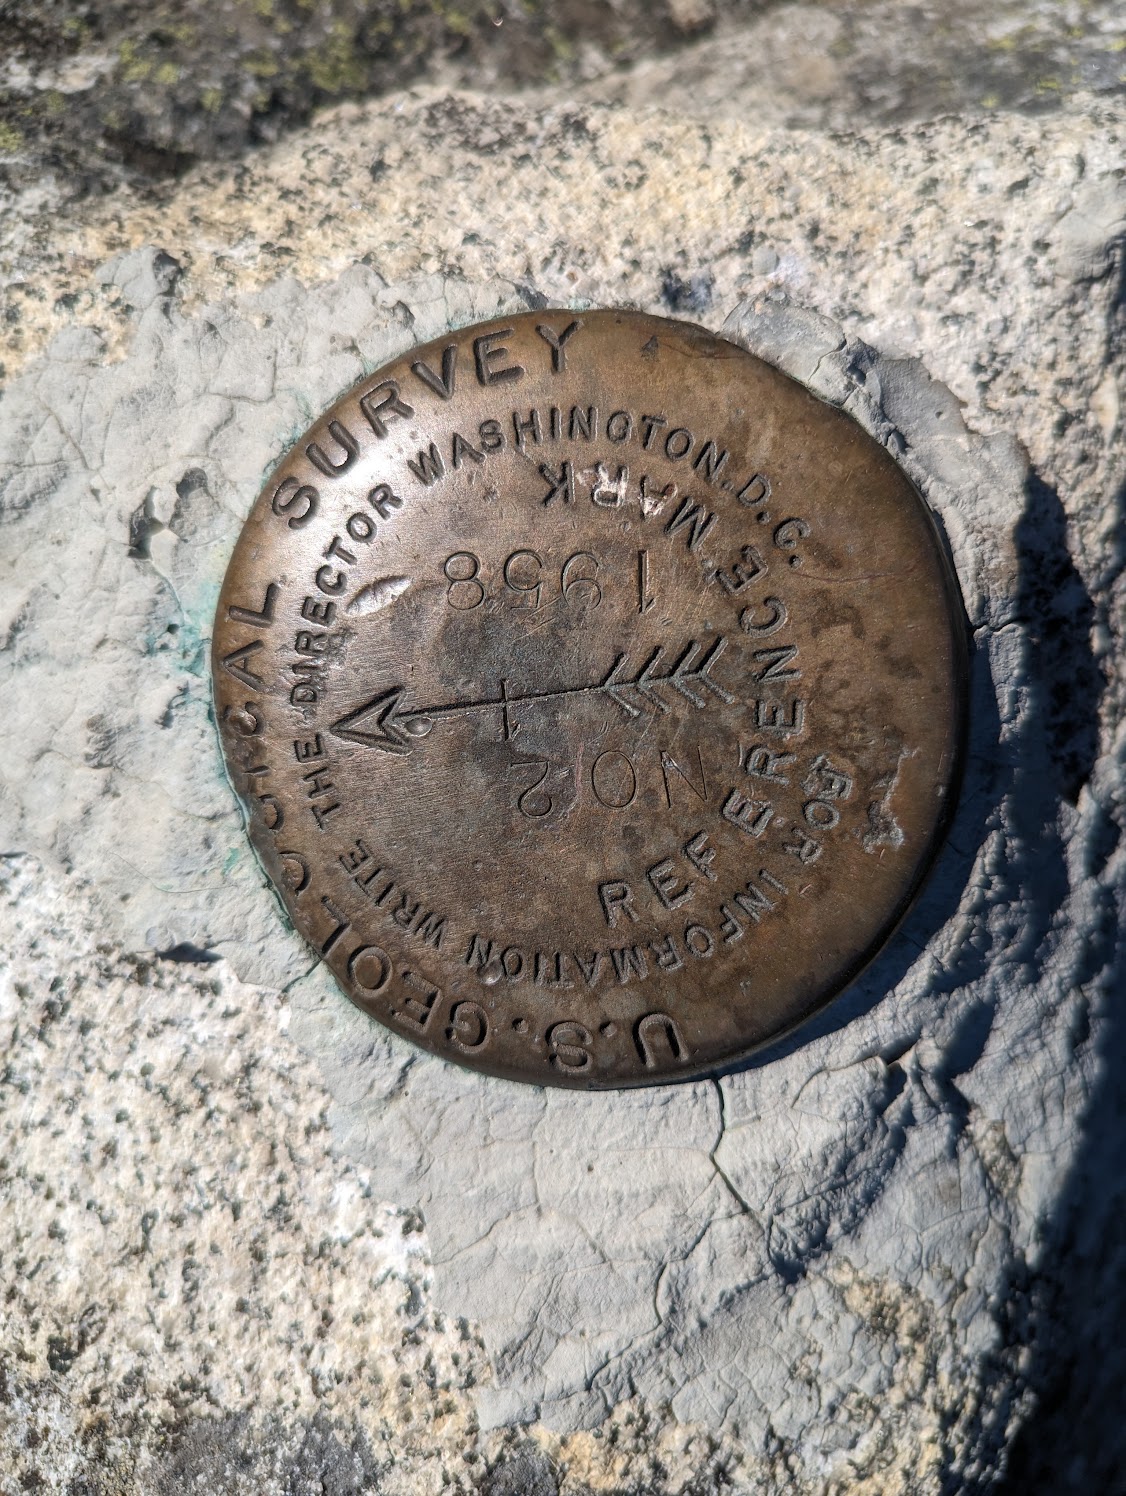 U.S. GEOLOGICAL SURVEY
FOR INFORMATION WRITE THE DIRECTOR WASHINGTON, D.C.
REFERENCE MARK
NO 2
1958